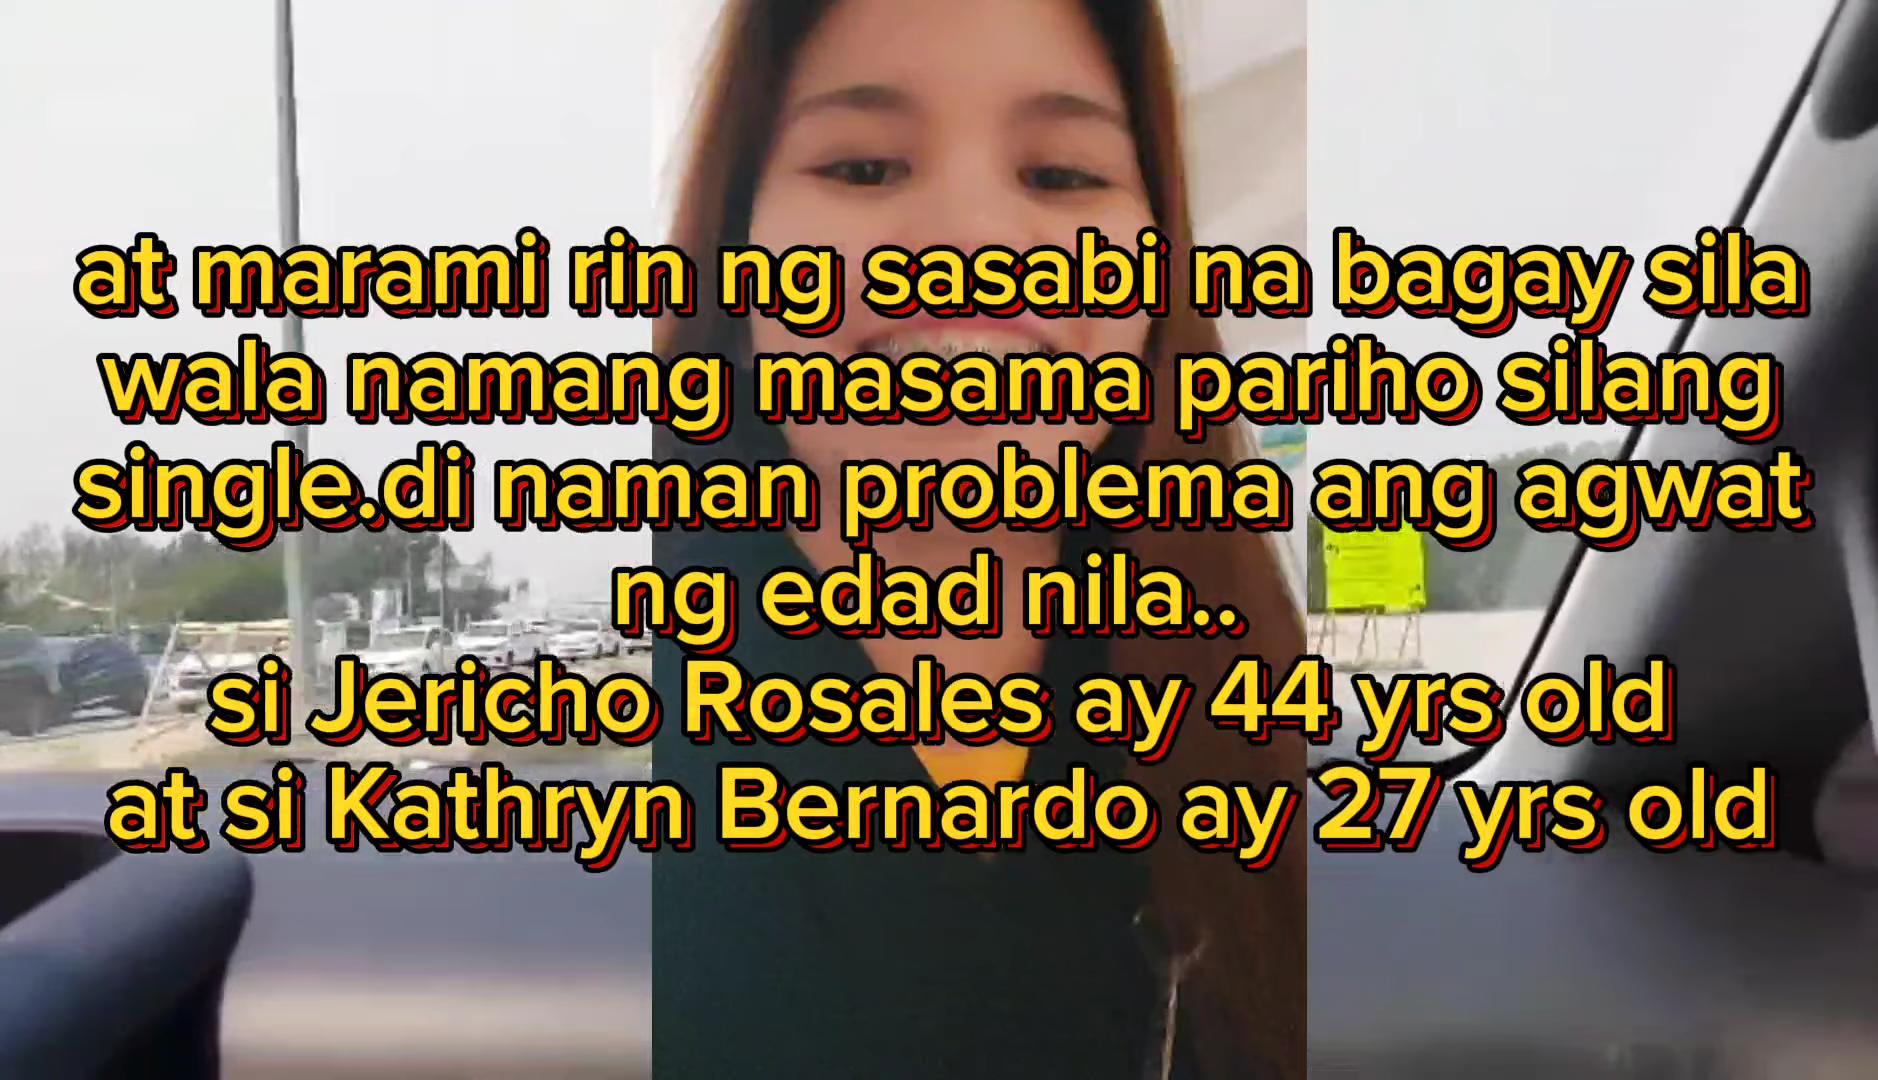 at marami rin ng sasabi na bagay sila
wala namang masama pariho silang
single.di naman problema ang agwat
ng edad nila..
si Jericho Rosales ay 44 yrs old
at si Kathryn Bernardo ay 27 yrs old